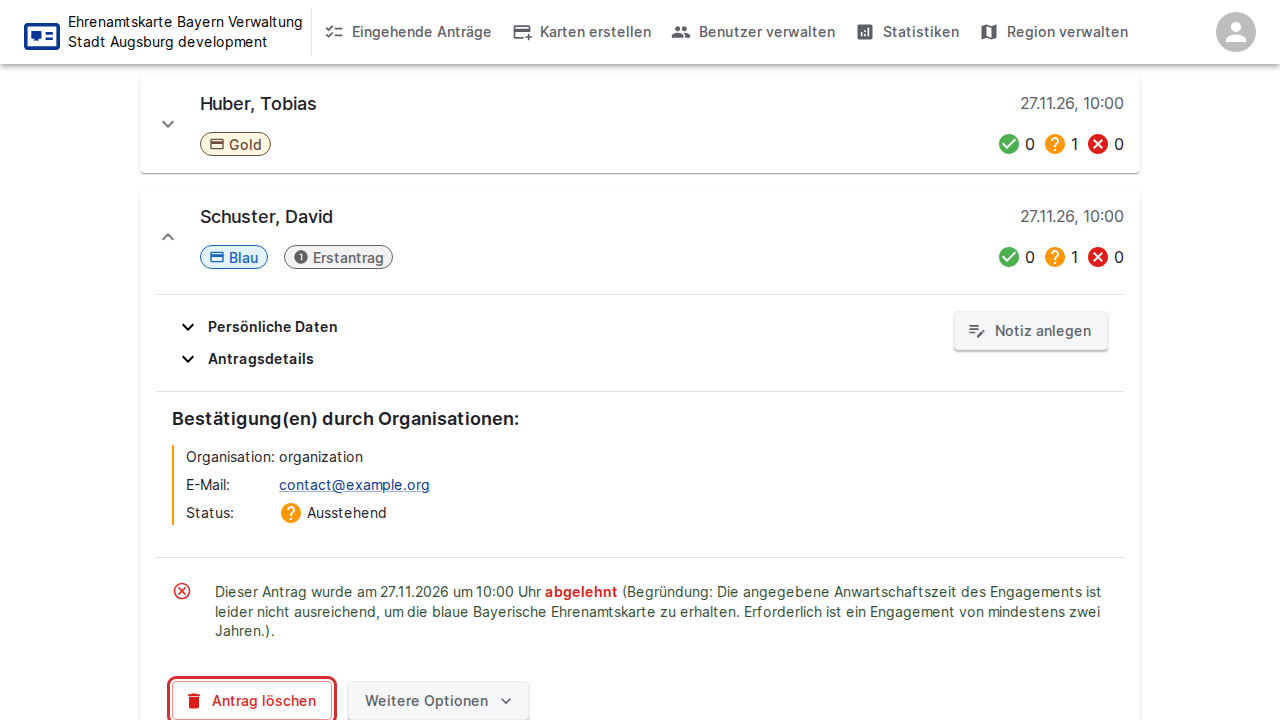 Ehrenamtskarte Bayern Verwaltung
Stadt Augsburg development
Eingehende Anträge
Karten erstellen
Benutzer verwalten
Statistiken
Region verwalten
Huber, Tobias
27.11.26, 10:00
Gold
0 1 0
Schuster, David
27.11.26, 10:00
Blau
Erstantrag
0 1 0
Persönliche Daten
Notiz anlegen
Antragsdetails
Bestätigung(en) durch Organisationen:
Organisation: organization
E-Mail: contact@example.org
Status: Ausstehend
Dieser Antrag wurde am 27.11.2026 um 10:00 Uhr abgelehnt (Begründung: Die angegebene Anwartschaftszeit des Engagements ist
leider nicht ausreichend, um die blaue Bayerische Ehrenamtskarte zu erhalten. Erforderlich ist ein Engagement von mindestens zwei
Jahren.).
Antrag löschen
Weitere Optionen